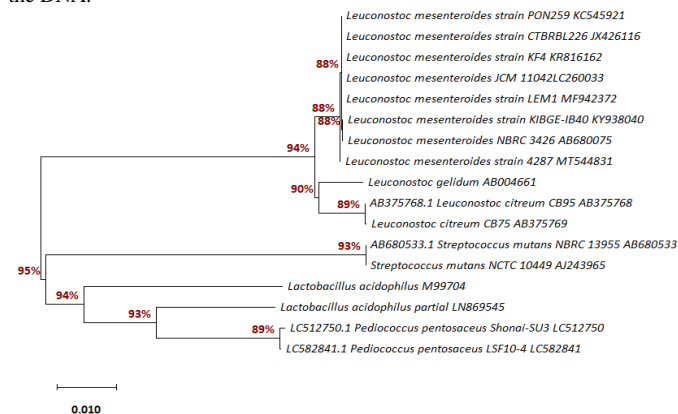 the DNA.
Leuconostoc mesenteroides strain PON259 KC545921
Leuconostoc mesenteroides strain CTBRBL226 JX426116
Leuconostoc mesenteroides strain KF4 KR816162
88%
Leuconostoc mesenteroides JCM 11042LC260033
Leuconostoc mesenteroides strain LEM1 MF942372
88%
88%
Leuconostoc mesenteroides strain KIBGE-IB40 KY938040
Leuconostoc mesenteroides NBRC 3426 AB680075
94%
Leuconostoc mesenteroides strain 4287 MT544831
Leuconostoc gelidum AB004661
90%
89%
AB375768.1 Leuconostoc citreum CB95 AB375768
Leuconostoc citreum CB75 AB375769
93%
AB680533.1 Streptococcus mutans NBRC 13955 AB680533
Streptococcus mutans NCTC 10449 AJ243965
95%
Lactobacillus acidophilus M99704
94%
Lactobacillus acidophilus partial LN869545
93%
89%
LC512750.1 Pediococcus pentosaceus Shonai-SU3 LC512750
LC582841.1 Pediococcus pentosaceus LSF10-4 LC582841
0.010